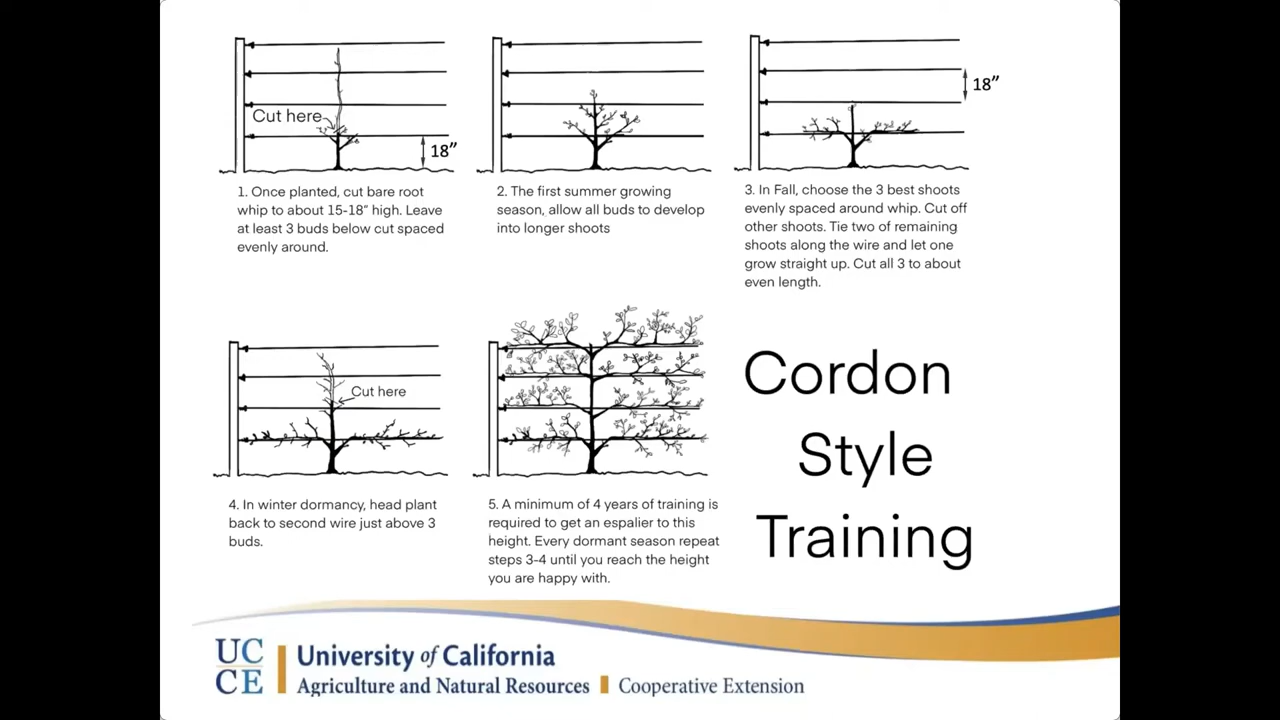 Cut here
18”
1. Once planted, cut bare root
whip to about 15-18” high. Leave
at least 3 buds below cut spaced
evenly around.
2. The first summer growing
season, allow all buds to develop
into longer shoots
18”
3. In Fall, choose the 3 best shoots
evenly spaced around whip. Cut off
other shoots. Tie two of remaining
shoots along the wire and let one
grow straight up. Cut all 3 to about
even length.
Cut here
4. In winter dormancy, head plant
back to second wire just above 3
buds.
5. A minimum of 4 years of training is
required to get an espalier to this
height. Every dormant season repeat
steps 3-4 until you reach the height
you are happy with.
Cordon
Style
Training
UC
CE
University of California
Agriculture and Natural Resources Cooperative Extension